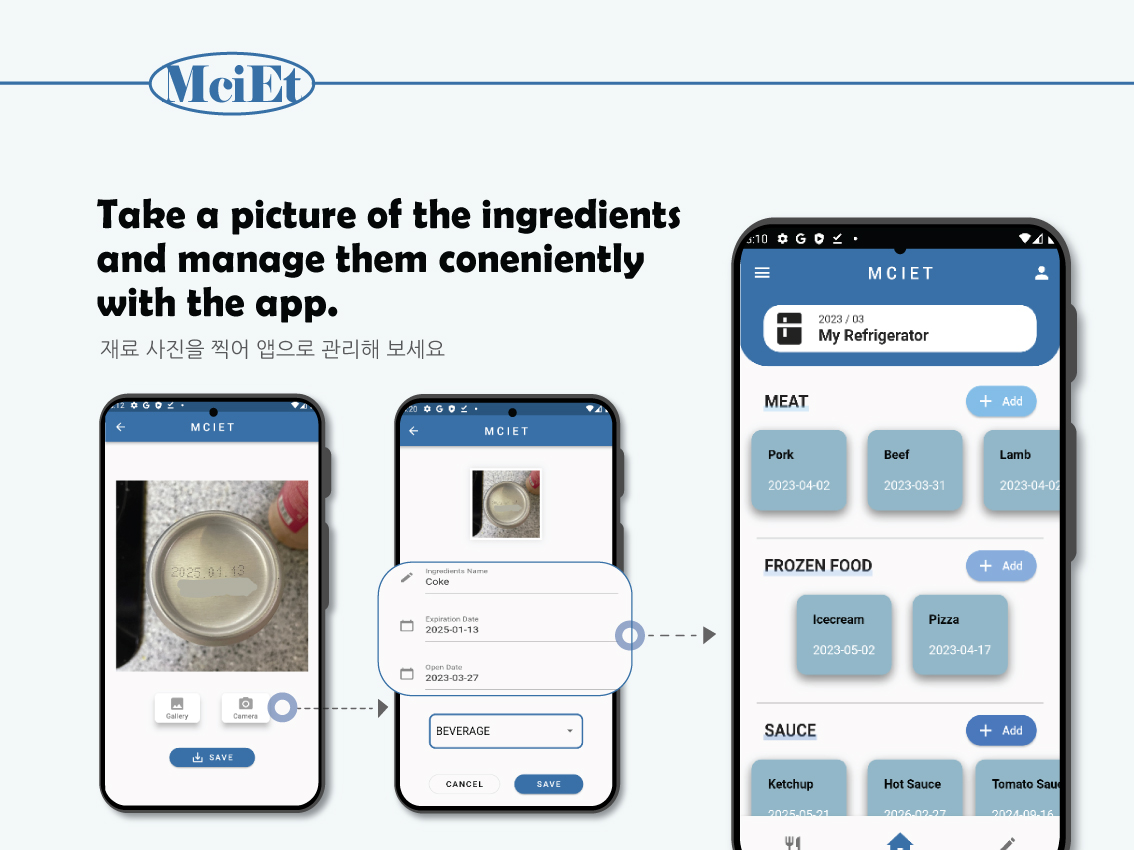 McíEt
Take a picture of the ingredients
and manage them coneniently
with the app.
재료 사진을 찍어 앱으로 관리해 보세요
:12
MCIET
2025.04.13
Gallery
Camera
SAVE
:20
MCIET
Ingredients Name
Coke
Expiration Date
2025-01-13
Open Date
2023-03-27
BEVERAGE
CANCEL
SAVE
:10
MCIET
2023 / 03
My Refrigerator
MEAT
Add
Pork
2023-04-02
Beef
2023-03-31
Lamb
2023-04-02
FROZEN FOOD
Add
Icecream
2023-05-02
Pizza
2023-04-17
SAUCE
Add
Ketchup
2025-05-21
Hot Sauce
2026-02-27
Tomato Sauc
2024-09-16